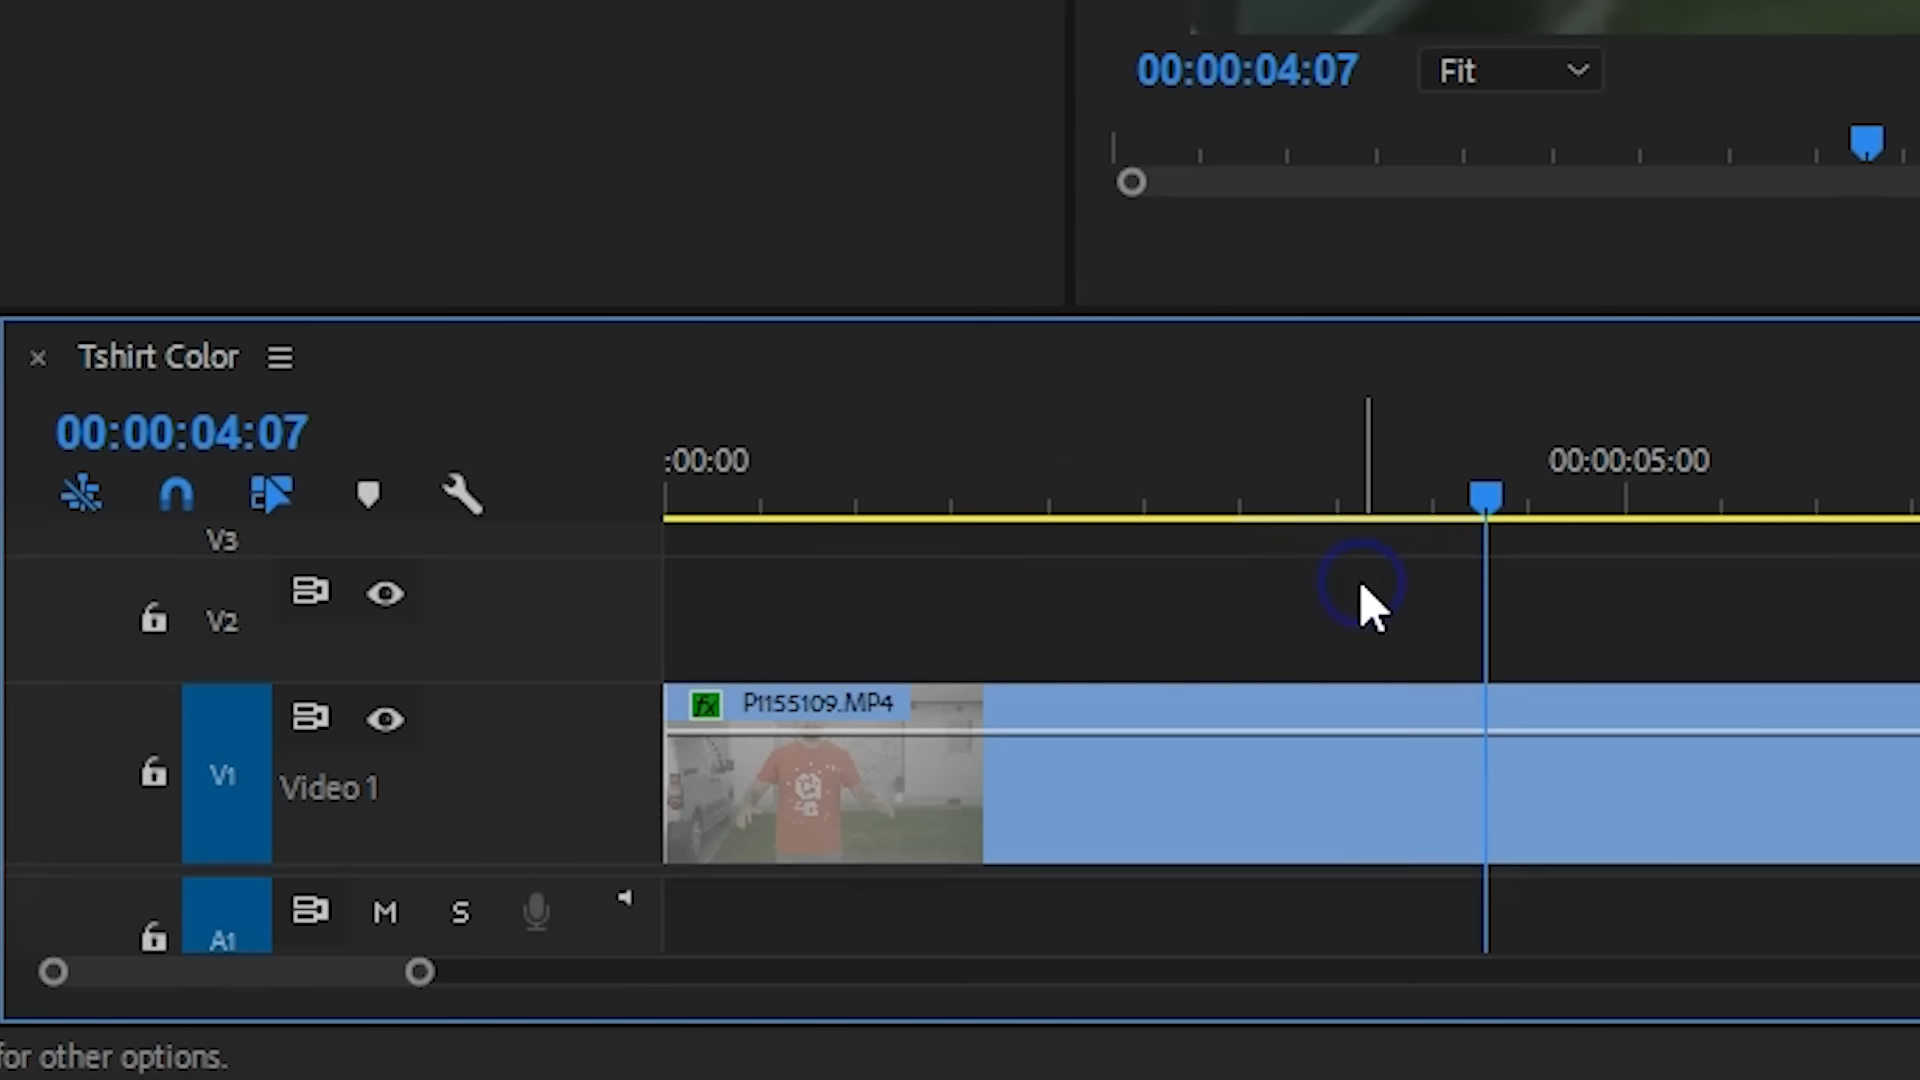 00:00:04:07 Fit
Tshirt Color
00:00:04:07
:00:00 00:00:05:00
V3
V2
fx P1155109.MP4
V1 Video 1
A1 M S
for other options.